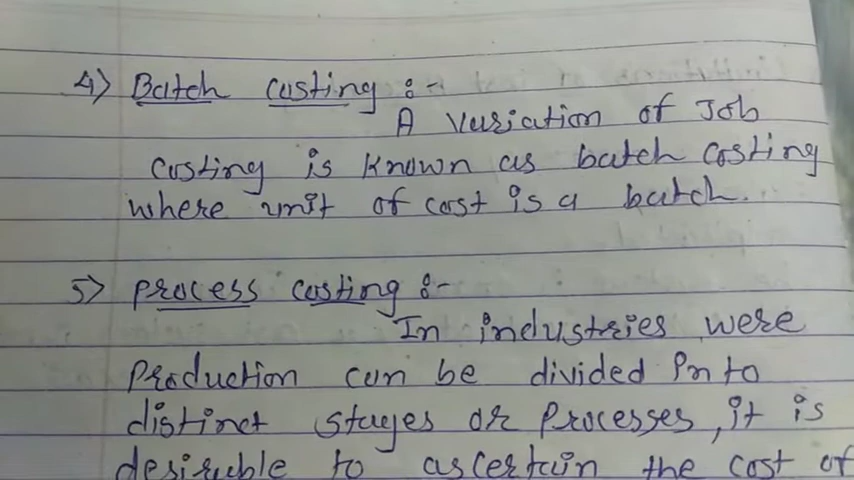 4) Batch costing :-
A variation of Job
costing is known as batch costing
where unit of cost is a batch.
5) process costing :-
In industries were
production can be divided into
distinct stages or processes, it is
desirable to ascertain the cost of